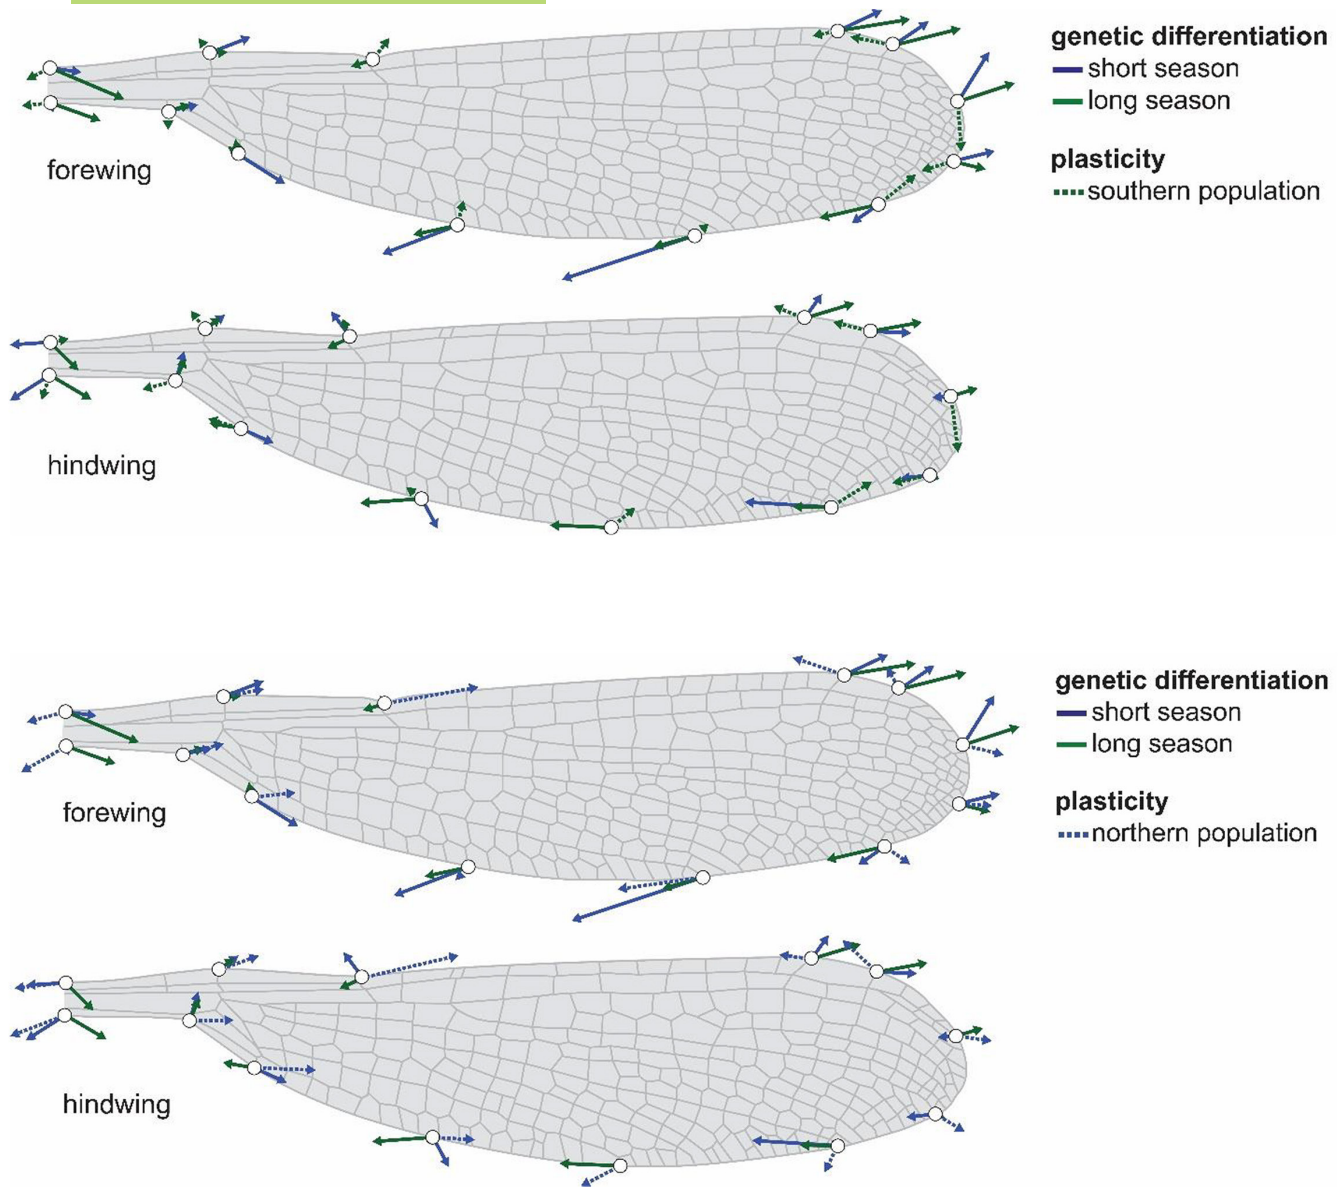 genetic differentiation
short season
long season
plasticity
southern population
forewing
hindwing
genetic differentiation
short season
long season
plasticity
northern population
forewing
hindwing